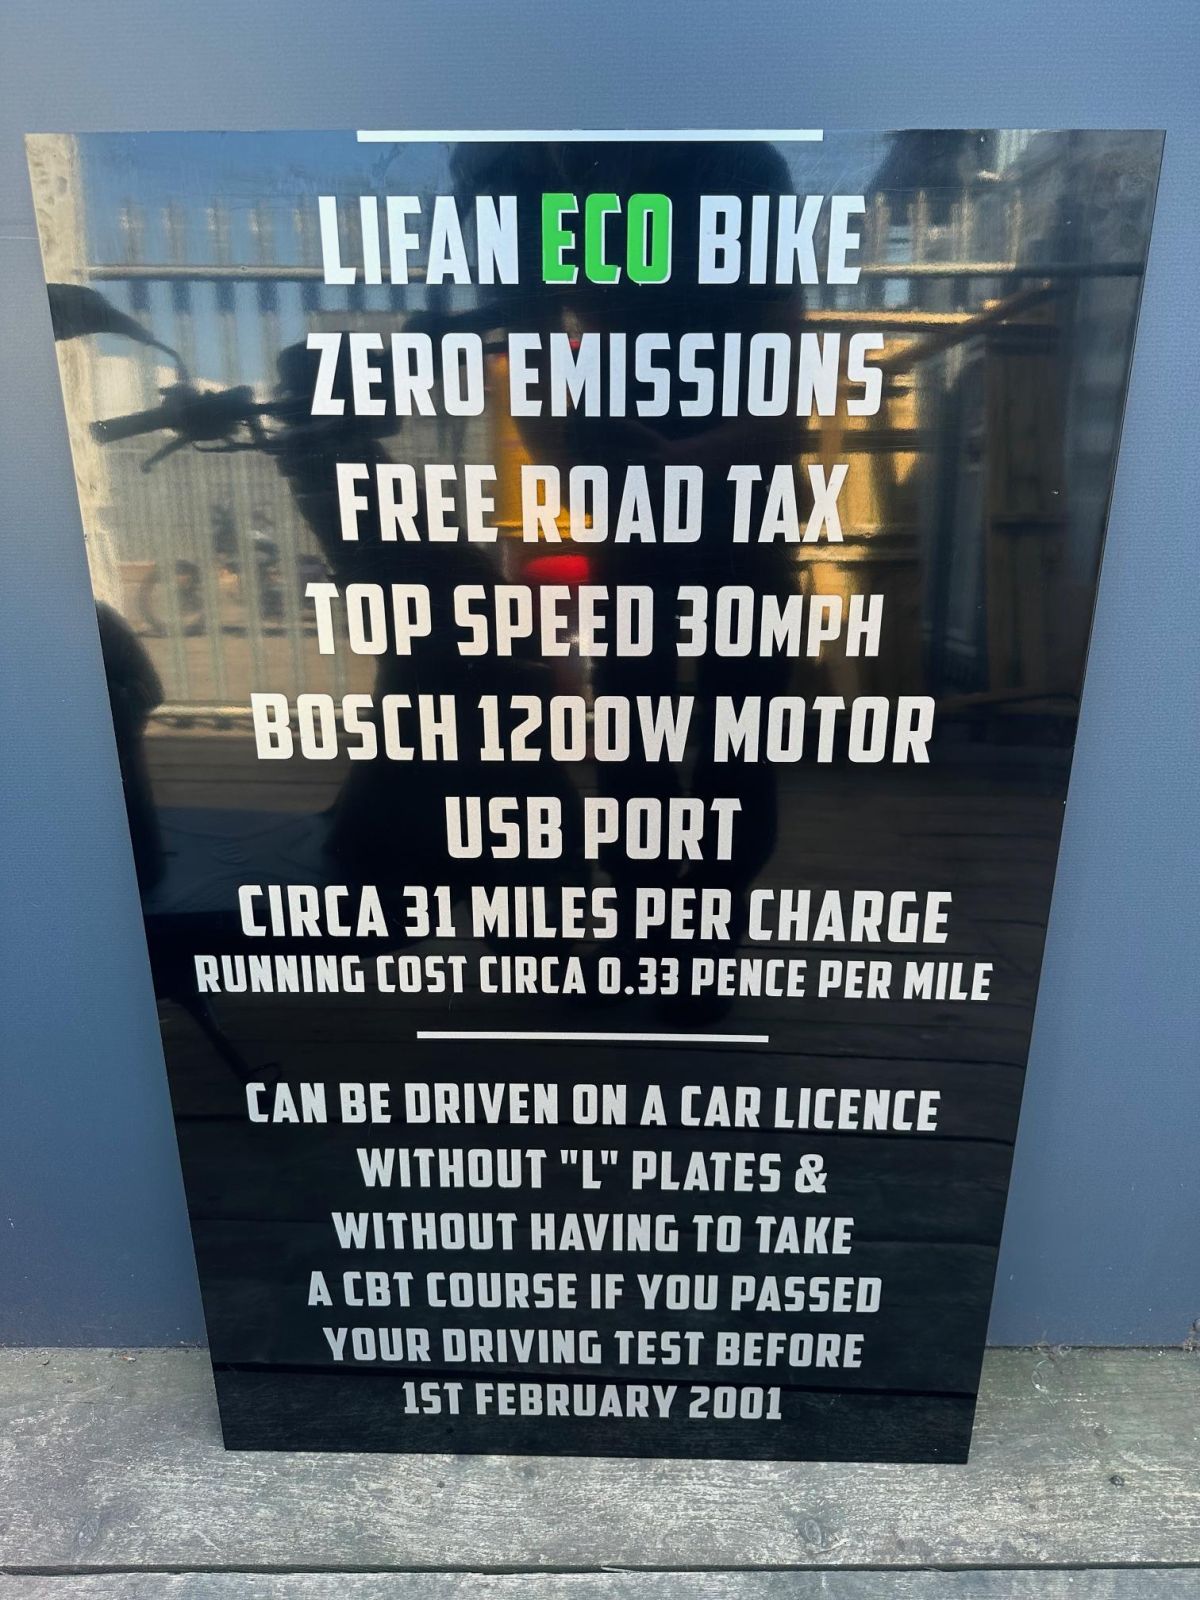 LIFAN ECO BIKE
ZERO EMISSIONS
FREE ROAD TAX
TOP SPEED 30MPH
BOSCH 1200W MOTOR
USB PORT
CIRCA 31 MILES PER CHARGE
RUNNING COST CIRCA 0.33 PENCE PER MILE
CAN BE DRIVEN ON A CAR LICENCE
WITHOUT "L" PLATES &
WITHOUT HAVING TO TAKE
A CBT COURSE IF YOU PASSED
YOUR DRIVING TEST BEFORE
1ST FEBRUARY 2001